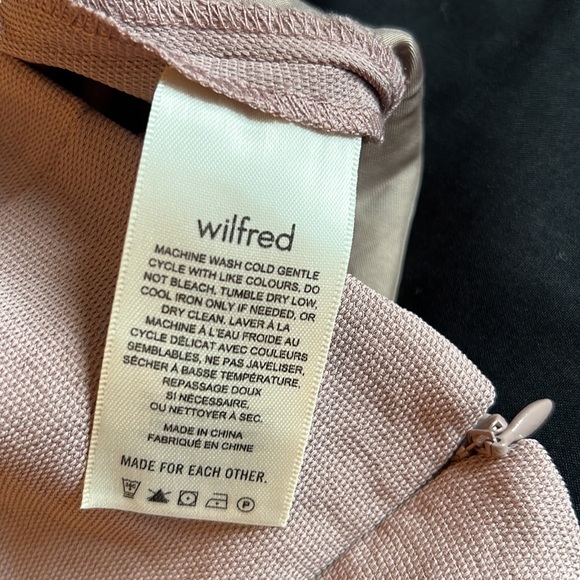 wilfred
MACHINE WASH COLD GENTLE
CYCLE WITH LIKE COLOURS, DO
NOT BLEACH, TUMBLE DRY LOW,
COOL IRON ONLY IF NEEDED, OR
DRY CLEAN. LAVER À LA
MACHINE À L'EAU FROIDE AU
CYCLE DÉLICAT AVEC COULEURS
SEMBLABLES, NE PAS JAVELISER,
SÉCHER À BASSE TEMPÉRATURE,
REPASSAGE DOUX
SI NÉCESSAIRE,
OU NETTOYER À SEC.
MADE IN CHINA
FABRIQUÉ EN CHINE
MADE FOR EACH OTHER.
P